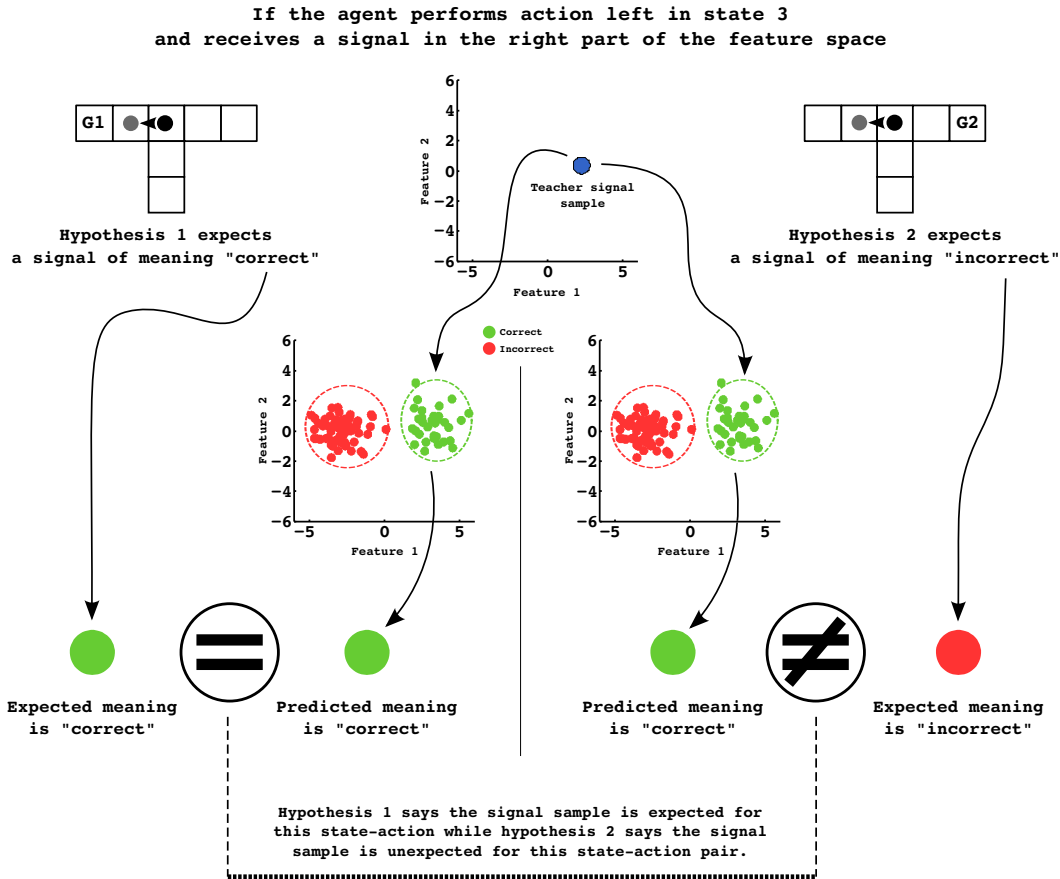 If the agent performs action left in state 3
and receives a signal in the right part of the feature space
G1
G2
6
4
2
0
−2
−4
−6
−5
0
5
Feature 2
Feature 1
Teacher signal
sample
Hypothesis 1 expects
a signal of meaning "correct"
Hypothesis 2 expects
a signal of meaning "incorrect"
Correct
Incorrect
6
4
2
0
−2
−4
−6
−5
0
5
Feature 2
Feature 1
6
4
2
0
−2
−4
−6
−5
0
5
Feature 2
Feature 1
Expected meaning
is "correct"
Predicted meaning
is "correct"
Predicted meaning
is "correct"
Expected meaning
is "incorrect"
Hypothesis 1 says the signal sample is expected for
this state-action while hypothesis 2 says the signal
sample is unexpected for this state-action pair.